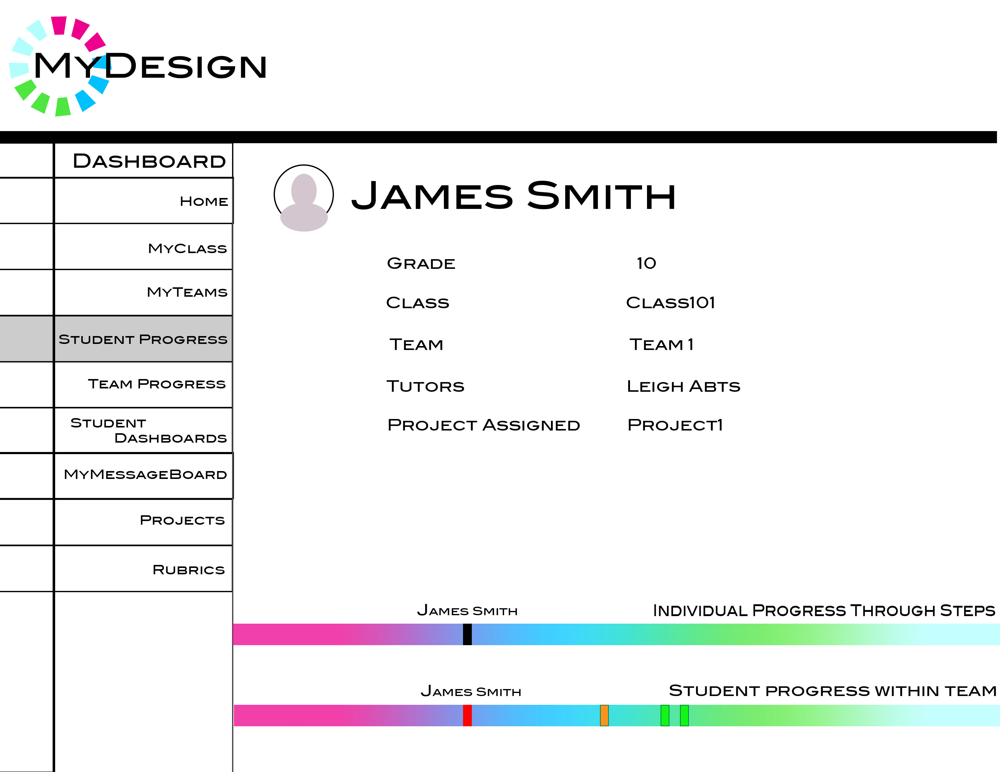 MyDesign
Dashboard
Home
MyClass
MyTeams
Student Progress
Team Progress
Student
Dashboards
MyMessageBoard
Projects
Rubrics
James Smith
Grade 10
Class Class101
Team Team 1
Tutors Leigh Abts
Project Assigned Project1
James Smith Individual Progress Through Steps
James Smith Student progress within team